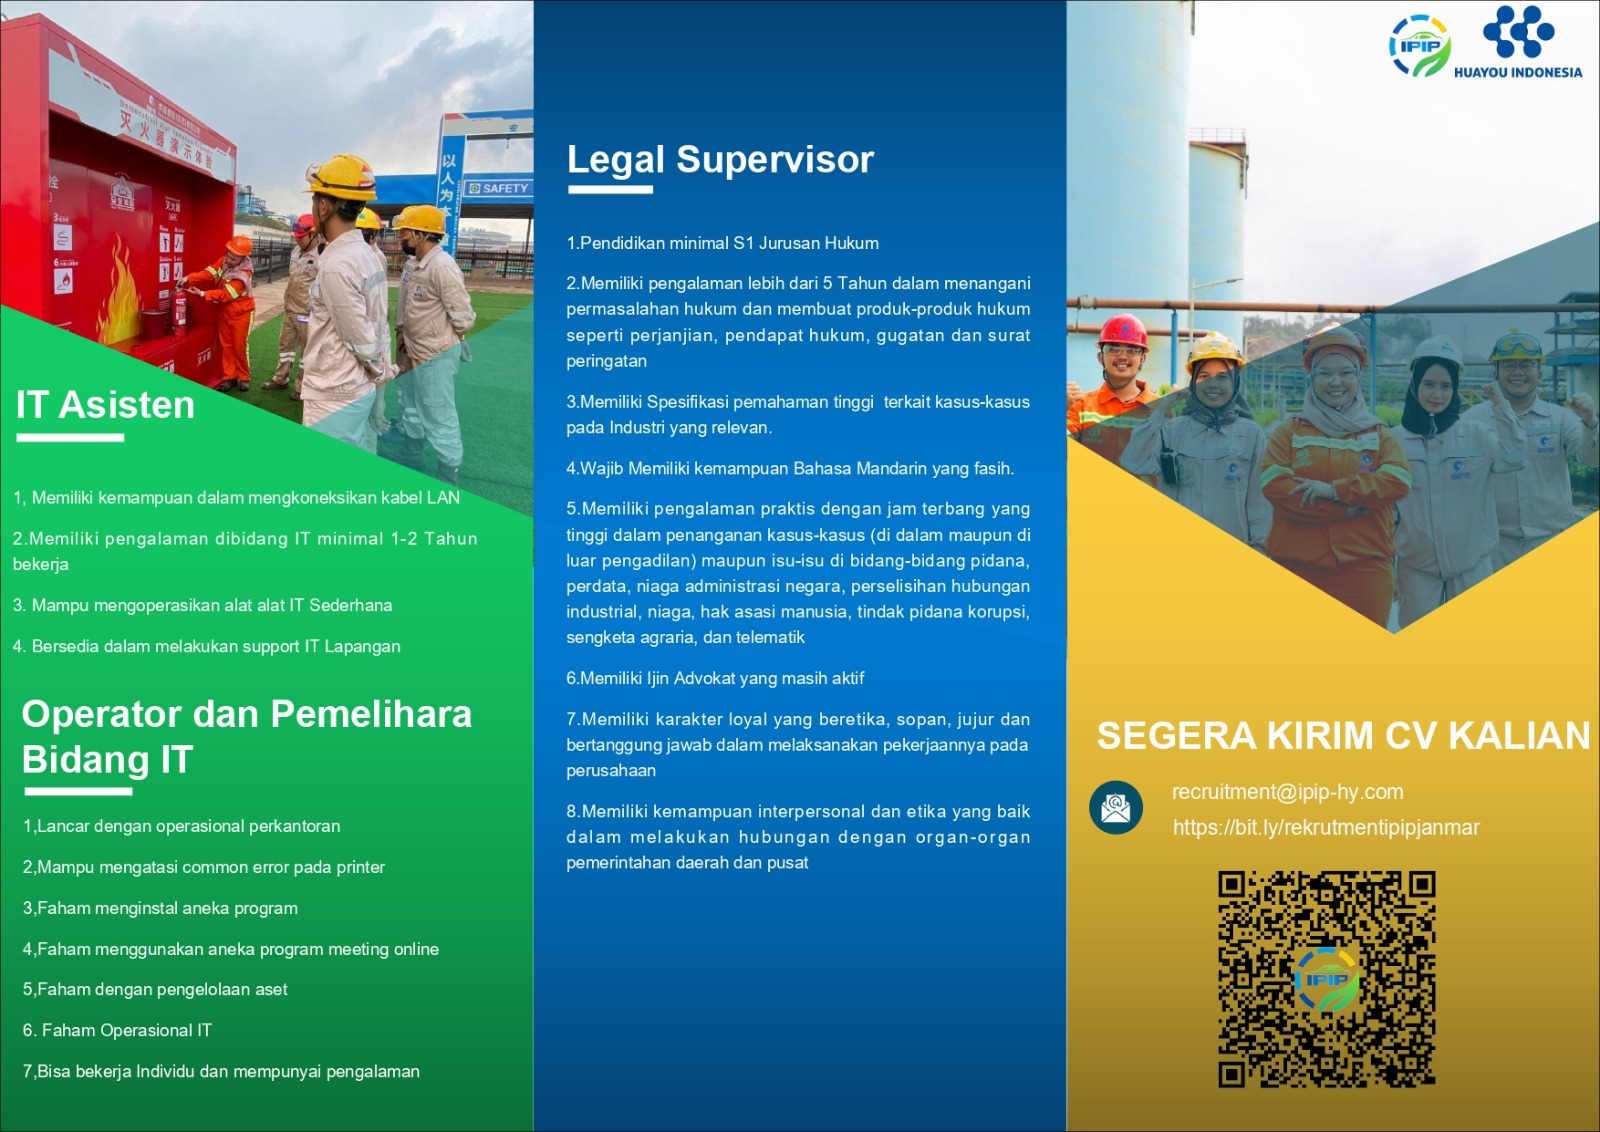 灭火器演示体验
以人为本
SAFETY
IT Asisten
1, Memiliki kemampuan dalam mengkoneksikan kabel LAN
2.Memiliki pengalaman dibidang IT minimal 1-2 Tahun
bekerja
3. Mampu mengoperasikan alat alat IT Sederhana
4. Bersedia dalam melakukan support IT Lapangan
Operator dan Pemelihara
Bidang IT
1,Lancar dengan operasional perkantoran
2,Mampu mengatasi common error pada printer
3,Faham menginstal aneka program
4,Faham menggunakan aneka program meeting online
5,Faham dengan pengelolaan aset
6. Faham Operasional IT
7,Bisa bekerja Individu dan mempunyai pengalaman
Legal Supervisor
1.Pendidikan minimal S1 Jurusan Hukum
2.Memiliki pengalaman lebih dari 5 Tahun dalam menangani
permasalahan hukum dan membuat produk-produk hukum
seperti perjanjian, pendapat hukum, gugatan dan surat
peringatan
3.Memiliki Spesifikasi pemahaman tinggi  terkait kasus-kasus
pada Industri yang relevan.
4.Wajib Memiliki kemampuan Bahasa Mandarin yang fasih.
5.Memiliki pengalaman praktis dengan jam terbang yang
tinggi dalam penanganan kasus-kasus (di dalam maupun di
luar pengadilan) maupun isu-isu di bidang-bidang pidana,
perdata, niaga administrasi negara, perselisihan hubungan
industrial, niaga, hak asasi manusia, tindak pidana korupsi,
sengketa agraria, dan telematik
6.Memiliki Ijin Advokat yang masih aktif
7.Memiliki karakter loyal yang beretika, sopan, jujur dan
bertanggung jawab dalam melaksanakan pekerjaannya pada
perusahaan
8.Memiliki kemampuan interpersonal dan etika yang baik
dalam melakukan hubungan dengan organ-organ
pemerintahan daerah dan pusat
IPIP
HUAYOU INDONESIA
SEGERA KIRIM CV KALIAN
recruitment@ipip-hy.com
https://bit.ly/rekrutmentipipjanmar
IPIP